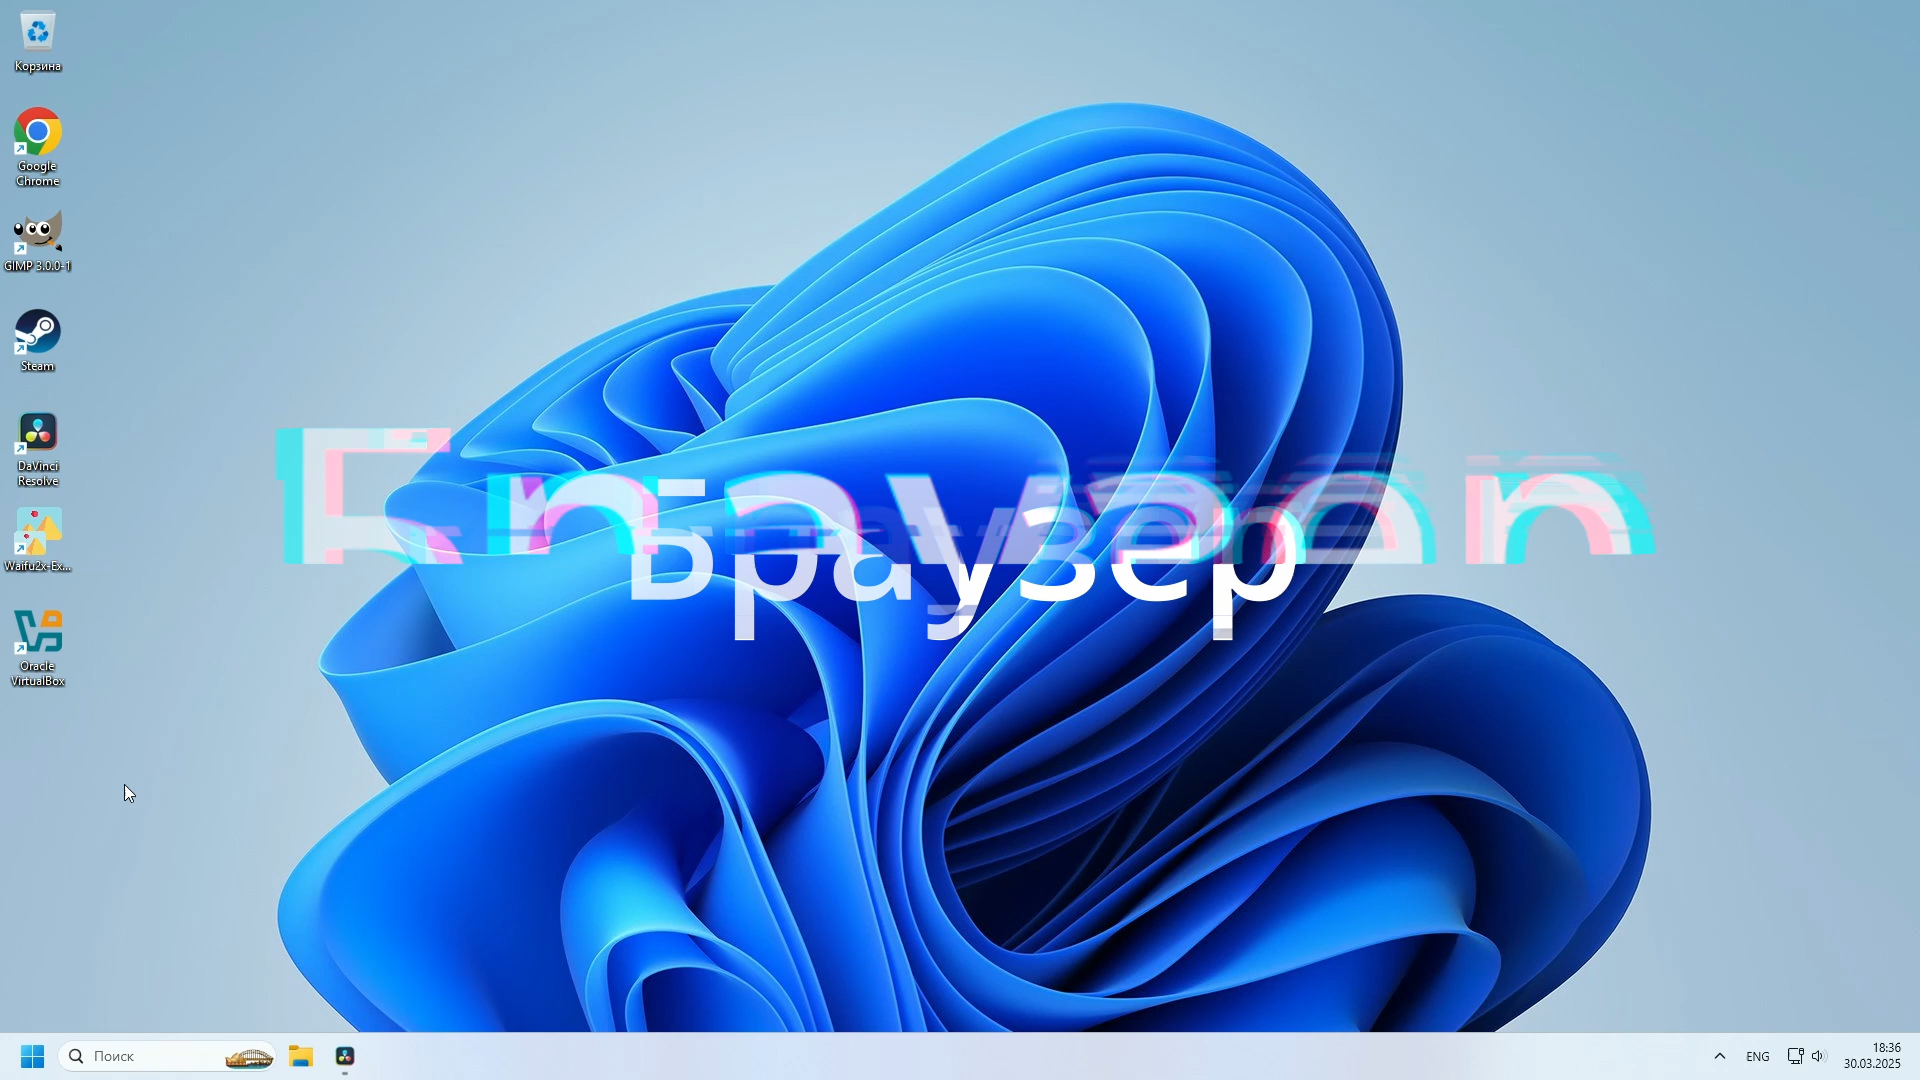 Корзина
Google
Chrome
GIMP 3.0.0-1
Steam
DaVinci
Resolve
Waifu2x-Ex...
Oracle
VirtualBox
Браузер
Поиск
ENG
18:36
30.03.2025